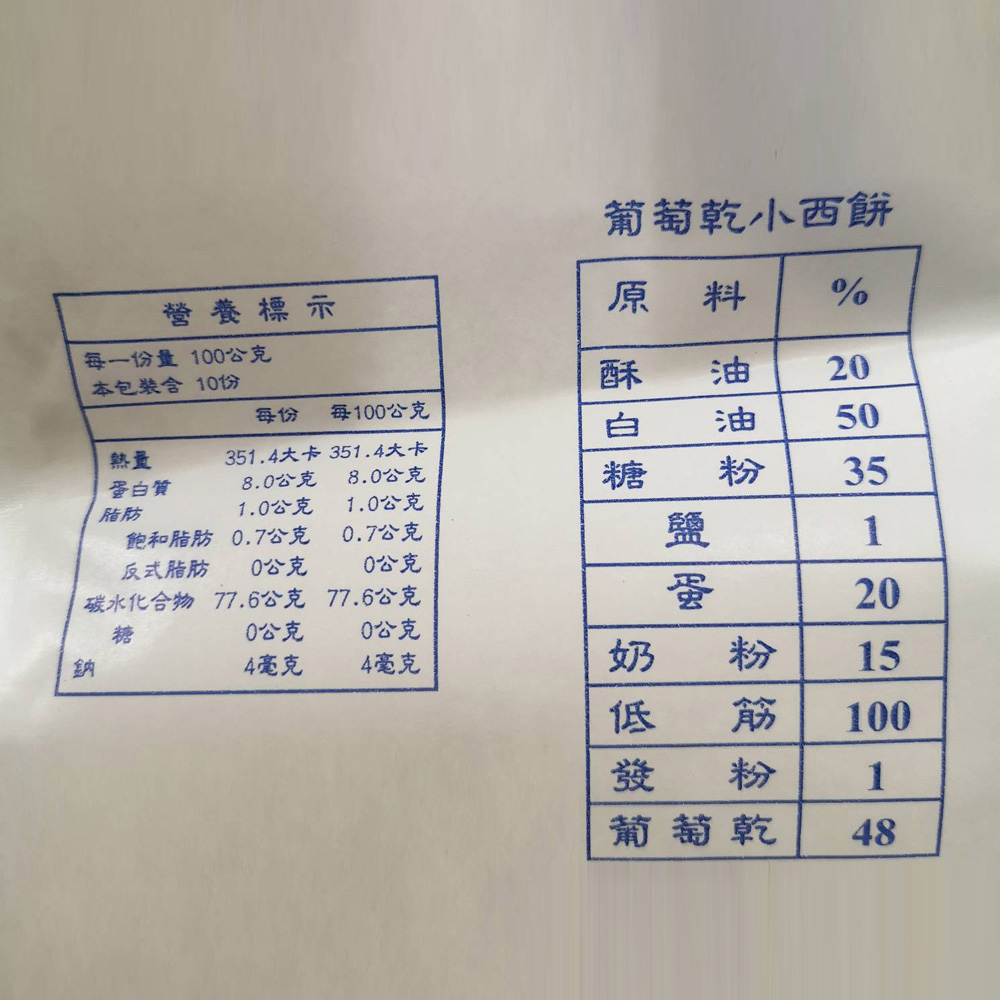 營養標示
每一份量 100公克
本包裝含 10份
每份 每100公克
熱量 351.4大卡 351.4大卡
蛋白質 8.0公克 8.0公克
脂肪 1.0公克 1.0公克
飽和脂肪 0.7公克 0.7公克
反式脂肪 0公克 0公克
碳水化合物 77.6公克 77.6公克
糖 0公克 0公克
鈉 4毫克 4毫克
葡萄乾小西餅
原料 %
酥油 20
白油 50
糖粉 35
鹽 1
蛋 20
奶粉 15
低筋 100
發粉 1
葡萄乾 48